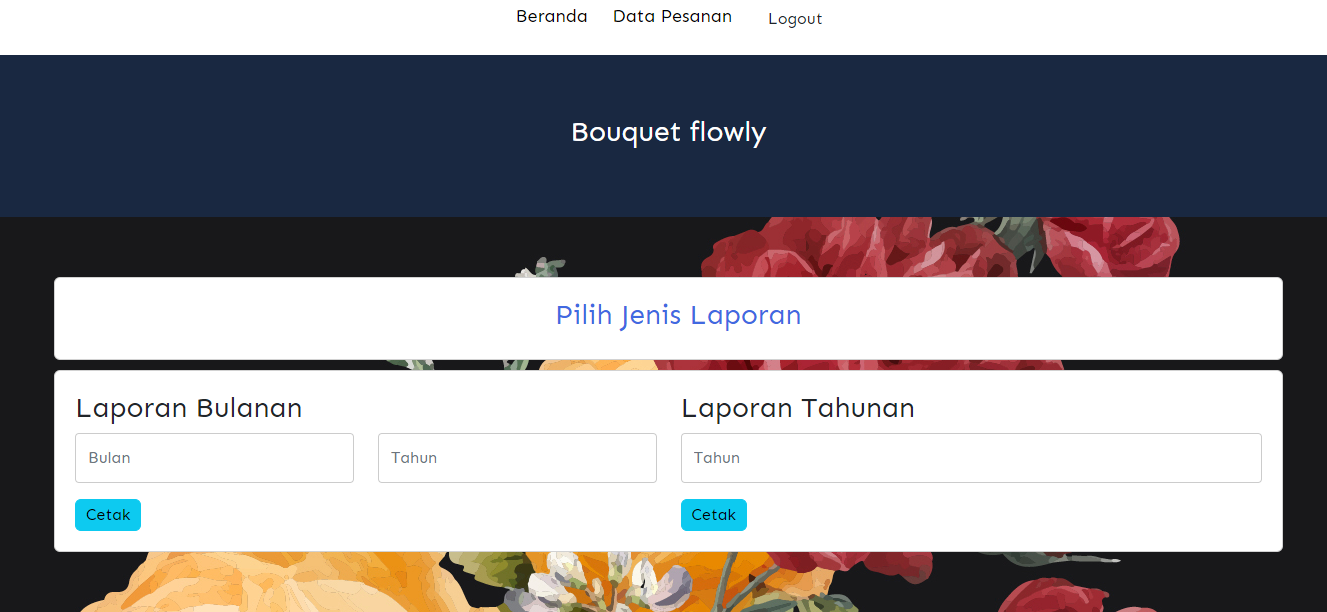 Beranda Data Pesanan Logout
Bouquet flowly
Pilih Jenis Laporan
Laporan Bulanan Laporan Tahunan
Bulan Tahun Tahun
Cetak Cetak